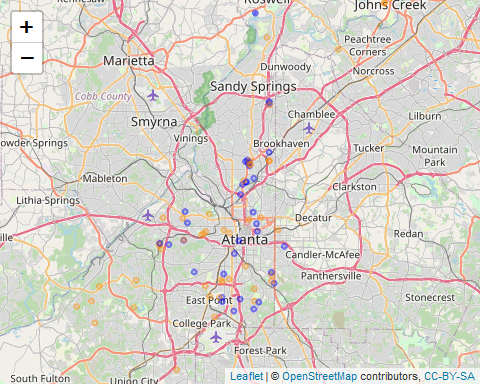 Roswell
Johns Creek
+
−
Dunwoody
Peachtree
Corners
Marietta
Norcross
Sandy Springs
Cobb County
Chamblee
Lilburn
Smyrna
Vinings
Brookhaven
owder Springs
Tucker
Mountain
Park
Mableton
Clarkston
Lithia Springs
Decatur
Redan
ille
Atlanta
Candler-McAfee
Panthersville
East Point
Stonecrest
College Park
Forest Park
South Fulton
Union City
Leaflet | © OpenStreetMap contributors, CC-BY-SA